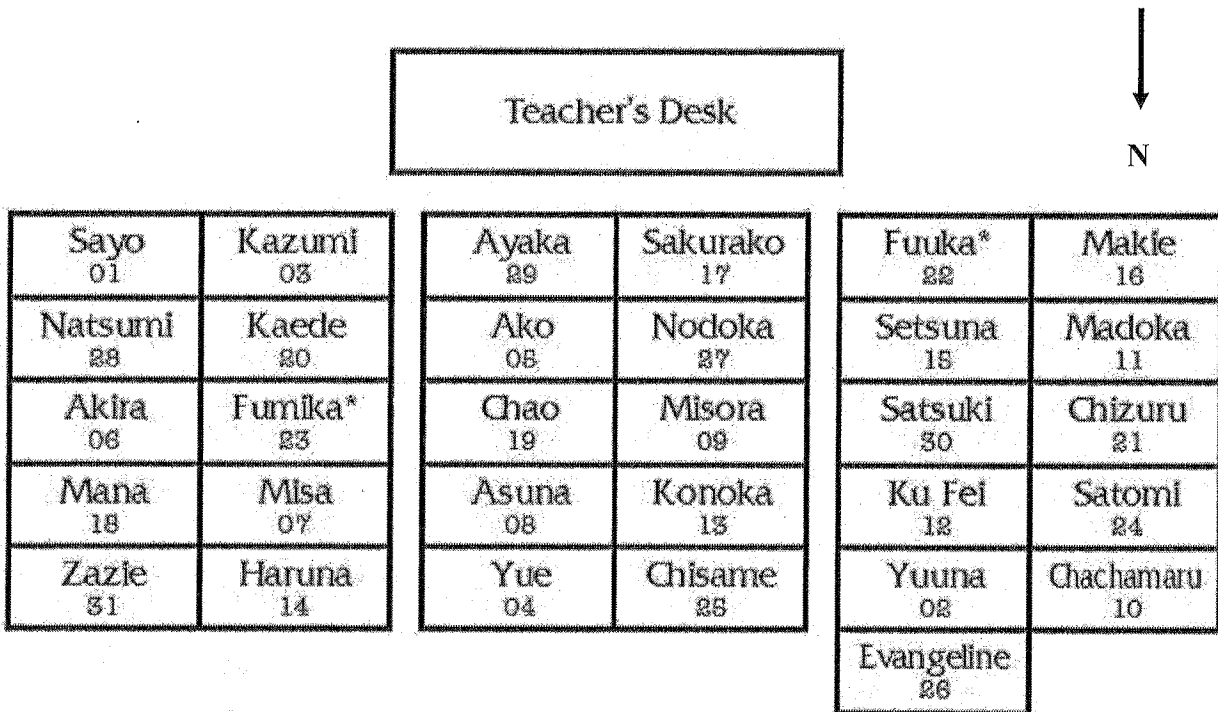 Teacher's Desk
N
Sayo Kazumi Ayaka Sakurako Fuuka* Makie
01 03 29 17 22 16
Natsumi Kaede Ako Nodoka Setsuna Madoka
28 20 05 27 15 11
Akira Fumika* Chao Misora Satsuki Chizuru
06 23 19 09 30 21
Mana Misa Asuna Konoka Ku Fei Satomi
18 07 08 13 12 24
Zazie Haruna Yue Chisame Yuuna Chachamaru
31 14 04 25 02 10
Evangeline
26